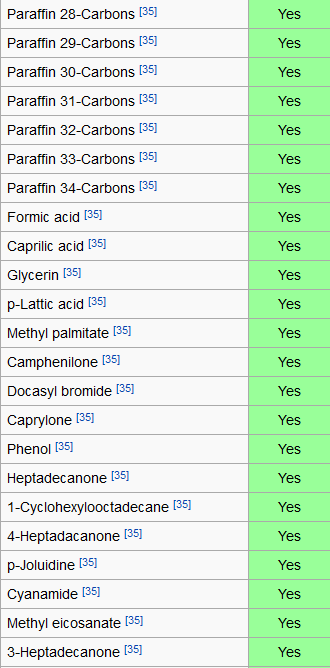 Paraffin 28-Carbons [35] Yes
Paraffin 29-Carbons [35] Yes
Paraffin 30-Carbons [35] Yes
Paraffin 31-Carbons [35] Yes
Paraffin 32-Carbons [35] Yes
Paraffin 33-Carbons [35] Yes
Paraffin 34-Carbons [35] Yes
Formic acid [35] Yes
Caprilic acid [35] Yes
Glycerin [35] Yes
p-Lattic acid [35] Yes
Methyl palmitate [35] Yes
Camphenilone [35] Yes
Docasyl bromide [35] Yes
Caprylone [35] Yes
Phenol [35] Yes
Heptadecanone [35] Yes
1-Cyclohexylooctadecane [35] Yes
4-Heptadacanone [35] Yes
p-Joluidine [35] Yes
Cyanamide [35] Yes
Methyl eicosanate [35] Yes
3-Heptadecanone [35] Yes